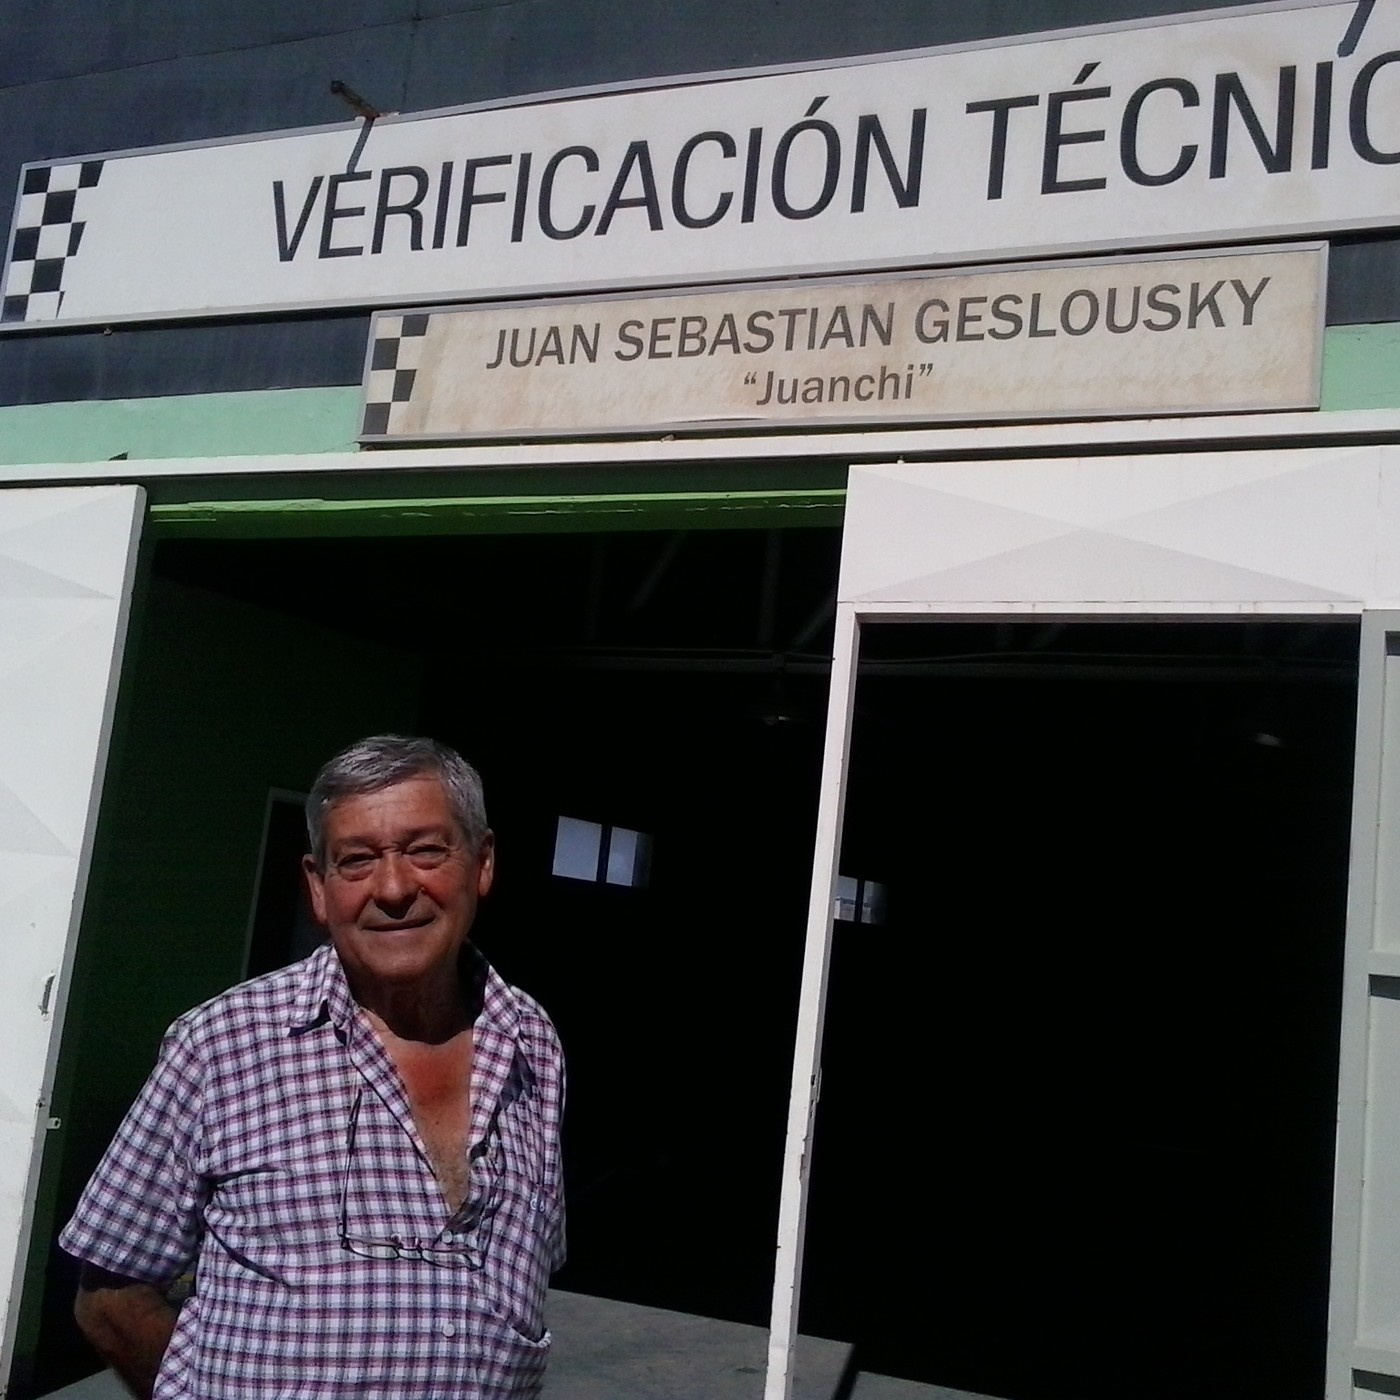 VERIFICACIÓN TÉCNIC
JUAN SEBASTIAN GESLOUSKY
"Juanchi"